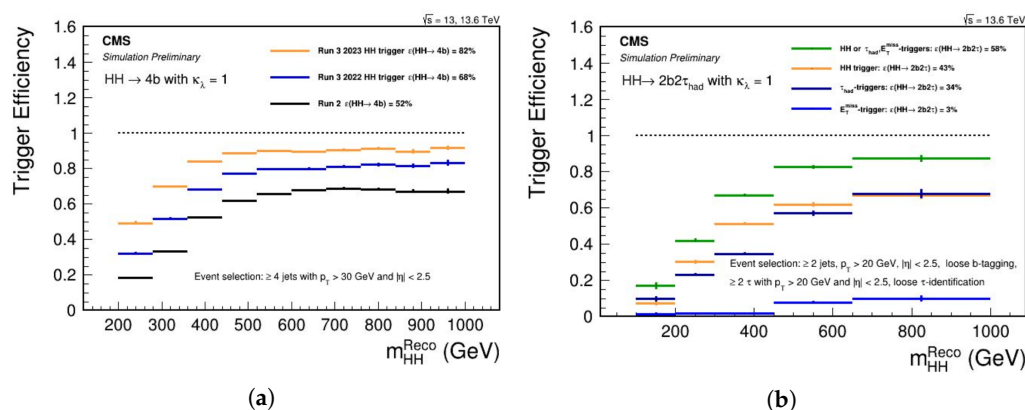 √s = 13, 13.6 TeV
CMS
Simulation Preliminary
HH → 4b with κλ = 1
Run 3 2023 HH trigger ε(HH→ 4b) = 82%
Run 3 2022 HH trigger ε(HH→ 4b) = 68%
Run 2 ε(HH→ 4b) = 52%
Trigger Efficiency
1.6
1.4
1.2
1
0.8
0.6
0.4
0.2
0
Event selection: ≥ 4 jets with pT > 30 GeV and |η| < 2.5
200 300 400 500 600 700 800 900 1000
mHH^Reco (GeV)
(a)
√s = 13.6 TeV
CMS
Simulation Preliminary
HH → 2b2τhad with κλ = 1
HH or τhad,ET^miss-triggers: ε(HH→ 2b2τ) = 58%
HH trigger: ε(HH→ 2b2τ) = 43%
τhad-triggers: ε(HH→ 2b2τ) = 34%
ET^miss-trigger: ε(HH→ 2b2τ) = 3%
Trigger Efficiency
1.6
1.4
1.2
1
0.8
0.6
0.4
0.2
0
Event selection: ≥ 2 jets, pT > 20 GeV, |η| < 2.5, loose b-tagging,
≥ 2 τ with pT > 20 GeV and |η| < 2.5, loose τ-identification
200 400 600 800 1000
mHH^Reco (GeV)
(b)